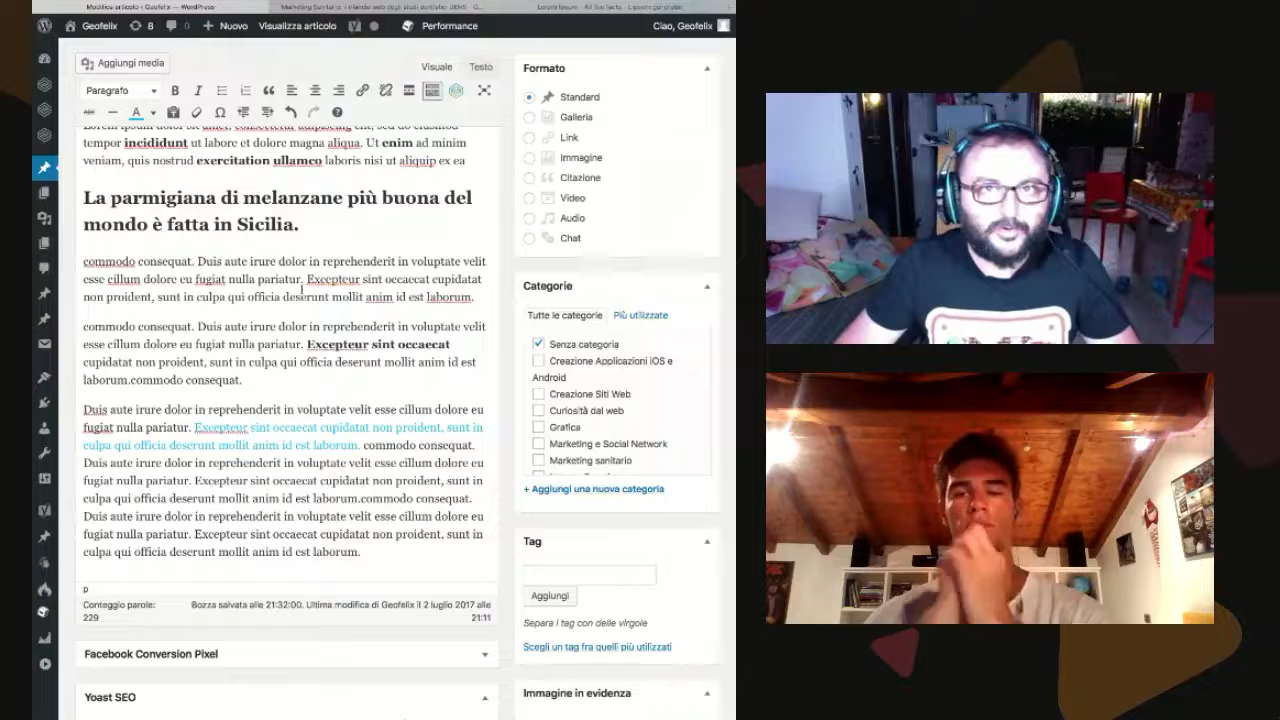 Modifica articolo ‹ Geofelix — WordPress
Geofelix 8 0 Nuovo Visualizza articolo Performance Ciao, Geofelix
Aggiungi media
Visuale Testo
Paragrafo
tempor incididunt ut labore et dolore magna aliqua. Ut enim ad minim
veniam, quis nostrud exercitation ullamco laboris nisi ut aliquip ex ea
La parmigiana di melanzane più buona del
mondo è fatta in Sicilia.
commodo consequat. Duis aute irure dolor in reprehenderit in voluptate velit
esse cillum dolore eu fugiat nulla pariatur. Excepteur sint occaecat cupidatat
non proident, sunt in culpa qui officia deserunt mollit anim id est laborum.
commodo consequat. Duis aute irure dolor in reprehenderit in voluptate velit
esse cillum dolore eu fugiat nulla pariatur. Excepteur sint occaecat
cupidatat non proident, sunt in culpa qui officia deserunt mollit anim id est
laborum.commodo consequat.
Duis aute irure dolor in reprehenderit in voluptate velit esse cillum dolore eu
fugiat nulla pariatur. Excepteur sint occaecat cupidatat non proident, sunt in
culpa qui officia deserunt mollit anim id est laborum. commodo consequat.
Duis aute irure dolor in reprehenderit in voluptate velit esse cillum dolore eu
fugiat nulla pariatur. Excepteur sint occaecat cupidatat non proident, sunt in
culpa qui officia deserunt mollit anim id est laborum.commodo consequat.
Duis aute irure dolor in reprehenderit in voluptate velit esse cillum dolore eu
fugiat nulla pariatur. Excepteur sint occaecat cupidatat non proident, sunt in
culpa qui officia deserunt mollit anim id est laborum.
p
Conteggio parole: Bozza salvata alle 21:32:00. Ultima modifica di Geofelix il 2 luglio 2017 alle
229 21:11
Facebook Conversion Pixel
Yoast SEO
Formato
Standard
Galleria
Link
Immagine
Citazione
Video
Audio
Chat
Categorie
Tutte le categorie Più utilizzate
Senza categoria
Creazione Applicazioni iOS e
Android
Creazione Siti Web
Curiosità dal web
Grafica
Marketing e Social Network
Marketing sanitario
+ Aggiungi una nuova categoria
Tag
Aggiungi
Separa i tag con delle virgole
Scegli un tag fra quelli più utilizzati
Immagine in evidenza